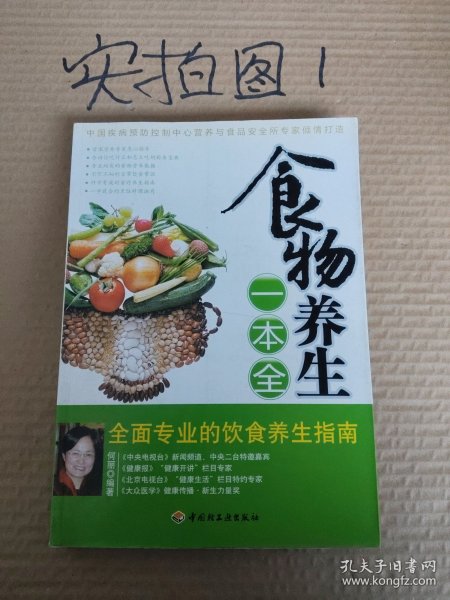 实拍图1
中国疾病预防控制中心营养与食品安全所专家倾情打造
食物养生
一本全
全面专业的饮食养生指南
何丽◎编著
《中央电视台》新闻频道、中央二台特邀嘉宾
《健康报》“健康开讲”栏目专家
《北京电视台》“健康生活”栏目特约专家
《大众医学》健康传播·新生力量奖
中国轻工业出版社
孔夫子旧书网
www.kongfz.com